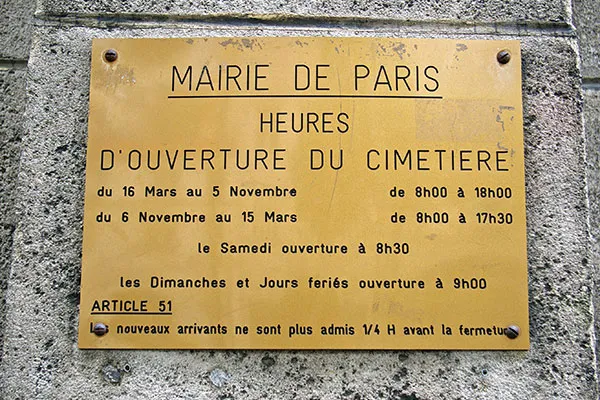 MAIRIE DE PARIS
HEURES
D'OUVERTURE DU CIMETIERE
du 16 Mars au 5 Novembre de 8h00 à 18h00
du 6 Novembre au 15 Mars de 8h00 à 17h30
le Samedi ouverture à 8h30
les Dimanches et Jours feriés ouverture à 9h00
ARTICLE 51
nouveaux arrivants ne sont plus admis 1/4 H avant la